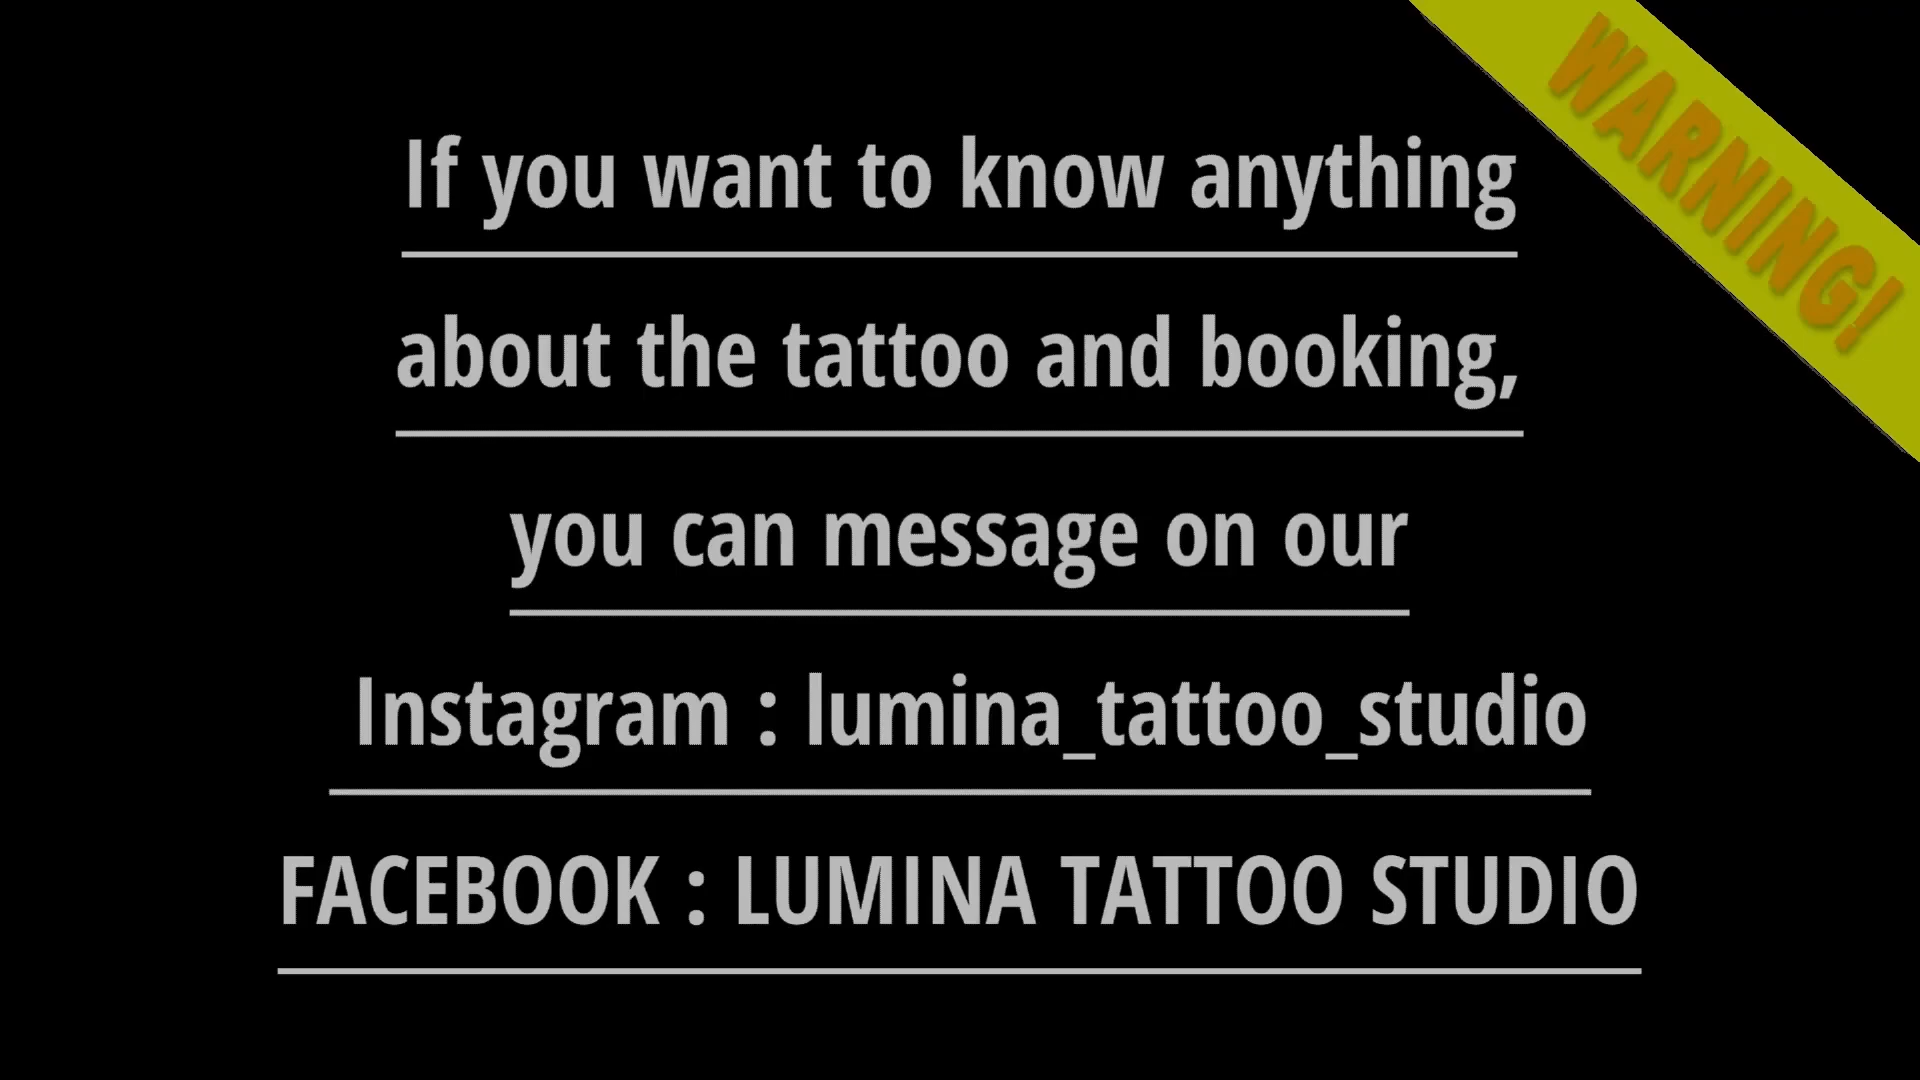 WARNING!
If you want to know anything
about the tattoo and booking,
you can message on our
Instagram : lumina_tattoo_studio
FACEBOOK : LUMINA TATTOO STUDIO